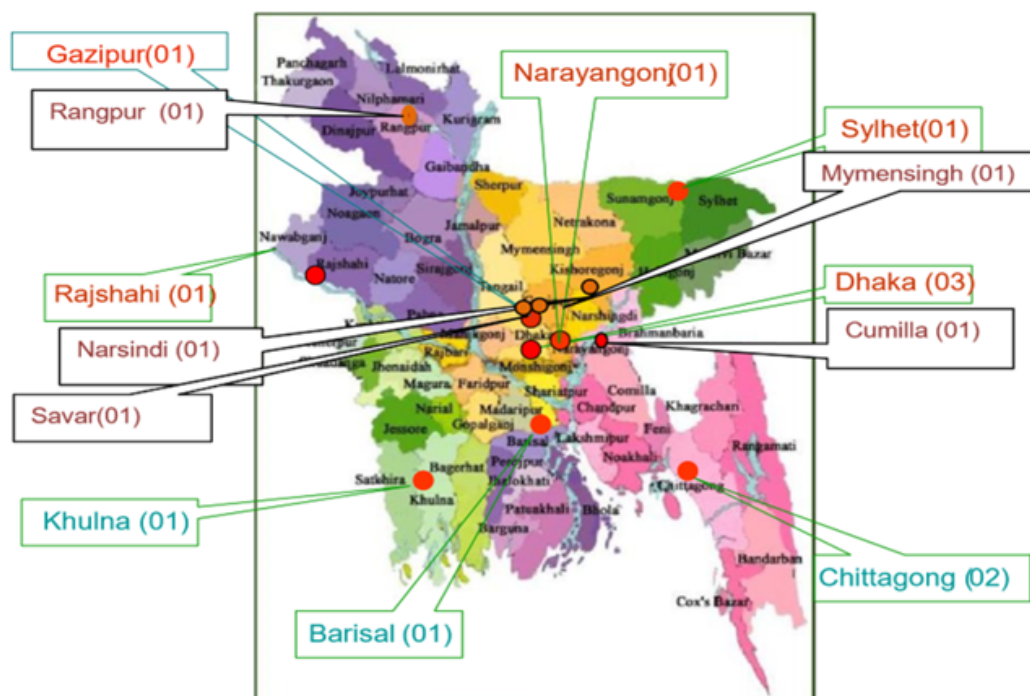 Gazipur(01)
Narayangonj(01)
Rangpur (01)
Sylhet(01)
Mymensingh (01)
Rajshahi (01)
Dhaka (03)
Narsindi (01)
Cumilla (01)
Savar(01)
Khulna (01)
Chittagong (02)
Barisal (01)
Panchagarh
Thakurgaon
Lalmonirhat
Nilphamari
Rangpur
Kurigram
Dinajpur
Gaibandha
Sherpur
Joypurhat
Noagaon
Jamalpur
Netrakona
Sunamgonj
Sylhet
Nawabganj
Bogra
Mymensingh
Rajshahi
Natore
Sirajgonj
Kishoregonj
Tangail
Narshingdi
Dhaka
Brahmanbaria
Narayangonj
Rajbari
Monshigonj
Jhenaidah
Magura
Faridpur
Shariatpur
Comilla
Khagrachari
Narial
Madaripur
Chandpur
Jessore
Gopalganj
Feni
Barisal
Lakshmipur
Rangamati
Noakhali
Satkhira
Bagerhat
Perojpur
Jhalokhati
Khulna
Chittagong
Patuakhali
Bhola
Barguna
Bandarban
Cox's Bazar